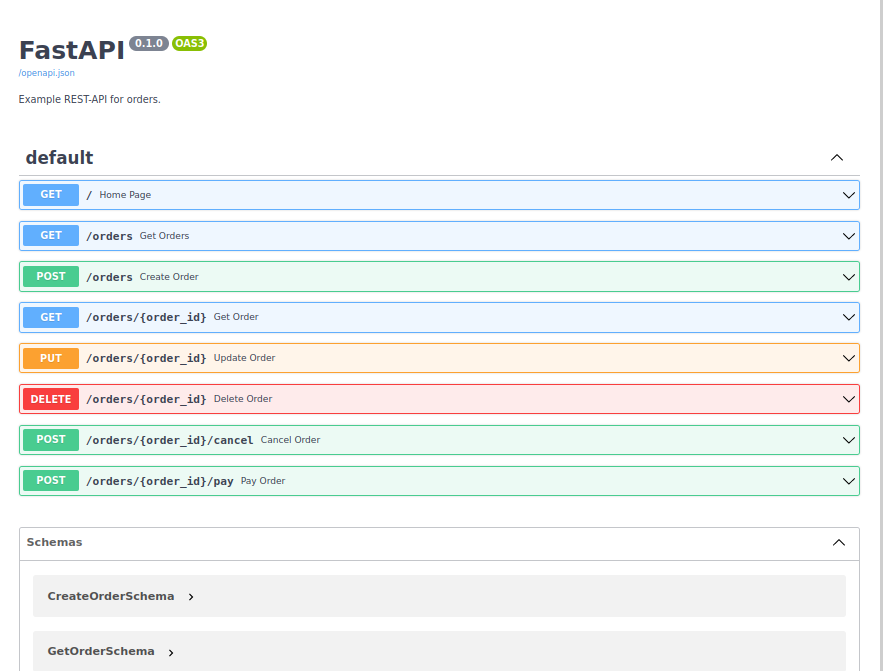 FastAPI 0.1.0 OAS3
/openapi.json
Example REST-API for orders.
default
GET / Home Page
GET /orders Get Orders
POST /orders Create Order
GET /orders/{order_id} Get Order
PUT /orders/{order_id} Update Order
DELETE /orders/{order_id} Delete Order
POST /orders/{order_id}/cancel Cancel Order
POST /orders/{order_id}/pay Pay Order
Schemas
CreateOrderSchema
GetOrderSchema